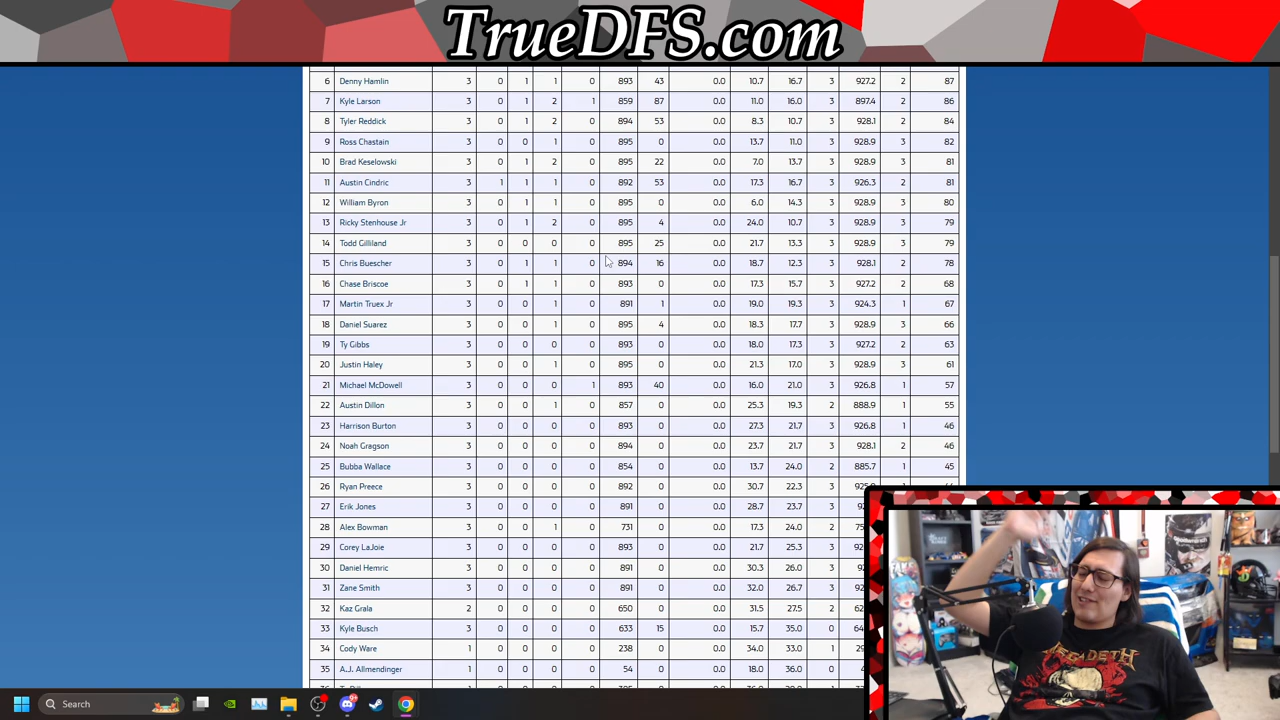 TrueDFS.com
6 Denny Hamlin 3 0 1 1 0 893 43 0.0 10.7 16.7 3 927.2 2 87
7 Kyle Larson 3 0 1 2 1 859 87 0.0 11.0 16.0 3 897.4 2 86
8 Tyler Reddick 3 0 1 2 0 894 53 0.0 8.3 10.7 3 928.1 2 84
9 Ross Chastain 3 0 0 1 0 895 0 0.0 13.7 11.0 3 928.9 3 82
10 Brad Keselowski 3 0 1 2 0 895 22 0.0 7.0 13.7 3 928.9 3 81
11 Austin Cindric 3 1 1 1 0 892 53 0.0 17.3 16.7 3 926.3 2 81
12 William Byron 3 0 1 1 0 895 0 0.0 6.0 14.3 3 928.9 3 80
13 Ricky Stenhouse Jr 3 0 1 2 0 895 4 0.0 24.0 10.7 3 928.9 3 79
14 Todd Gilliland 3 0 0 0 0 895 25 0.0 21.7 13.3 3 928.9 3 79
15 Chris Buescher 3 0 1 1 0 894 16 0.0 18.7 12.3 3 928.1 2 78
16 Chase Briscoe 3 0 1 1 0 893 0 0.0 17.3 15.7 3 927.2 2 68
17 Martin Truex Jr 3 0 0 1 0 891 1 0.0 19.0 19.3 3 924.3 1 67
18 Daniel Suarez 3 0 0 1 0 895 4 0.0 18.3 17.7 3 928.9 3 66
19 Ty Gibbs 3 0 0 0 0 893 0 0.0 18.0 17.3 3 927.2 2 63
20 Justin Haley 3 0 0 1 0 895 0 0.0 21.3 17.0 3 928.9 3 61
21 Michael McDowell 3 0 0 0 1 893 40 0.0 16.0 21.0 3 926.8 1 57
22 Austin Dillon 3 0 0 1 0 857 0 0.0 25.3 19.3 2 888.9 1 55
23 Harrison Burton 3 0 0 0 0 893 0 0.0 27.3 21.7 3 926.8 1 46
24 Noah Gragson 3 0 0 0 0 894 0 0.0 23.7 21.7 3 928.1 2 46
25 Bubba Wallace 3 0 0 0 0 854 0 0.0 13.7 24.0 2 885.7 1 45
26 Ryan Preece 3 0 0 0 0 892 0 0.0 30.7 22.3 3
27 Erik Jones 3 0 0 0 0 891 0 0.0 28.7 23.7 3 92
28 Alex Bowman 3 0 0 1 0 731 0 0.0 17.3 24.0 2 75
29 Corey LaJoie 3 0 0 0 0 893 0 0.0 21.7 25.3 3 92
30 Daniel Hemric 3 0 0 0 0 891 0 0.0 30.3 26.0 3 92
31 Zane Smith 3 0 0 0 0 891 0 0.0 32.0 26.7 3 92
32 Kaz Grala 2 0 0 0 0 650 0 0.0 31.5 27.5 2 62
33 Kyle Busch 3 0 0 0 0 633 15 0.0 15.7 35.0 0 64
34 Cody Ware 1 0 0 0 0 238 0 0.0 34.0 33.0 1 29
35 A.J. Allmendinger 1 0 0 0 0 54 0 0.0 18.0 36.0 0
MEGADETH
Search